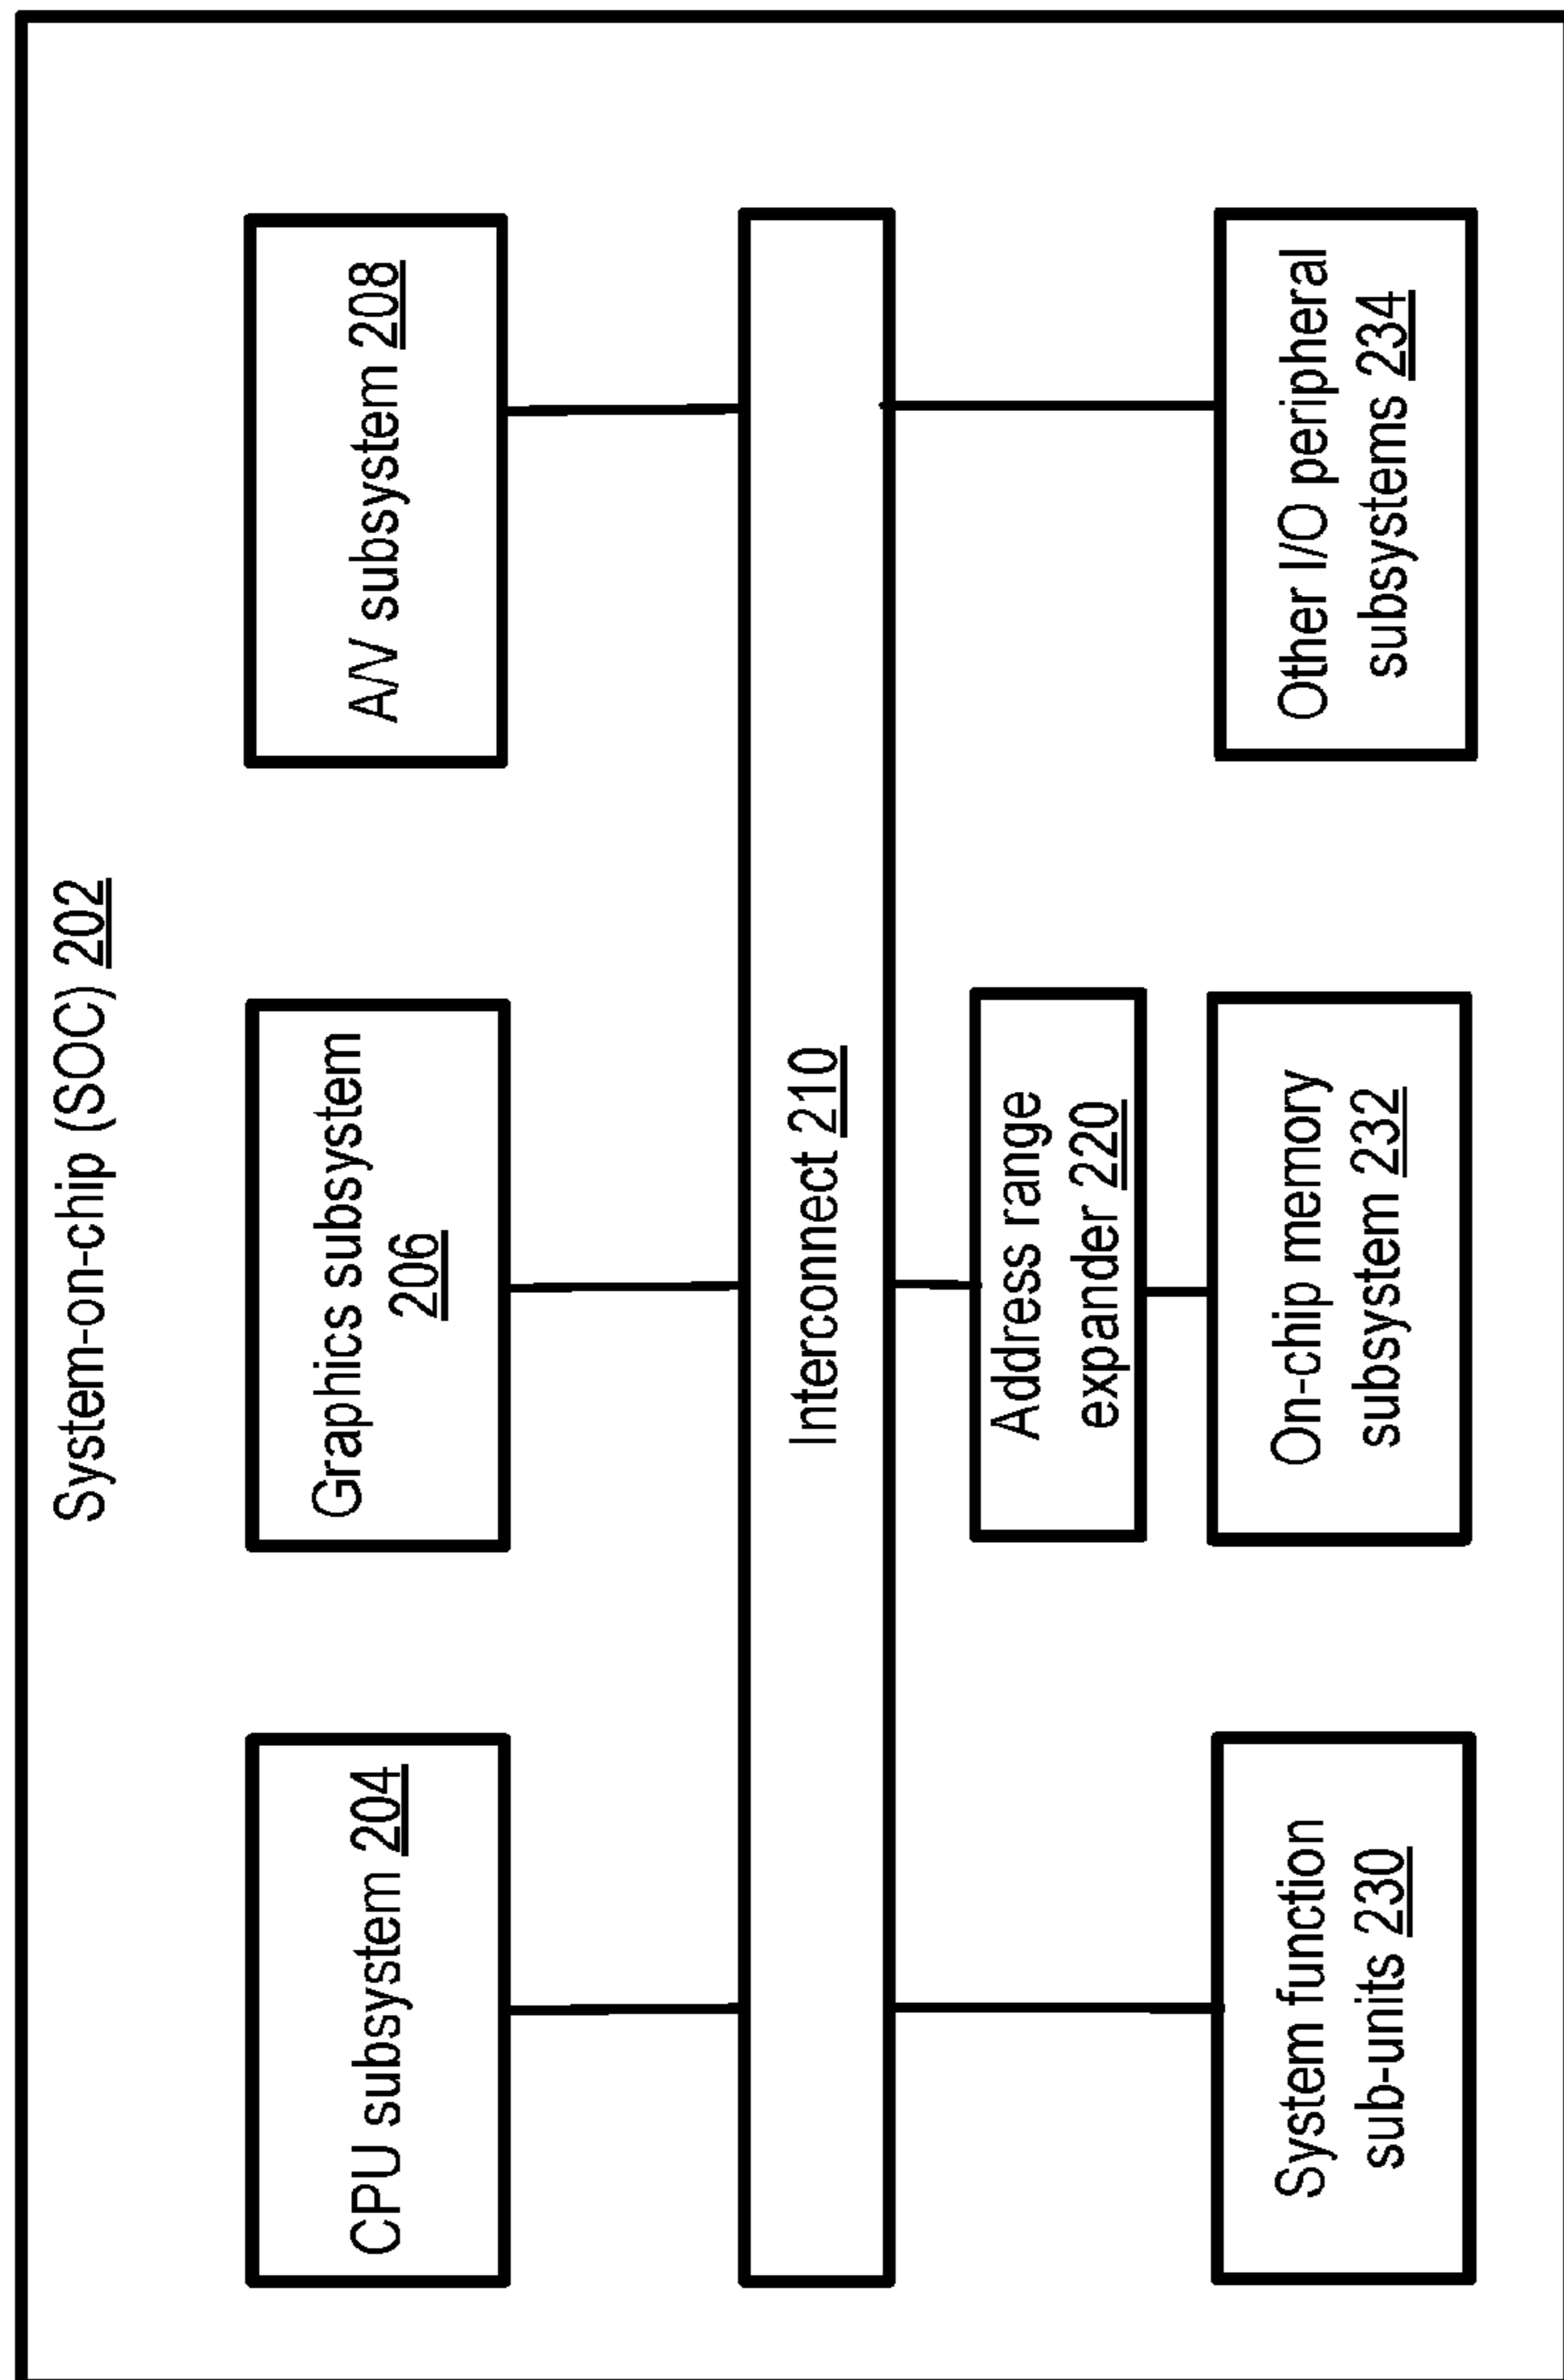 System-on-chip (SOC) 202
CPU subsystem 204
Graphics subsystem
206
A/V subsystem 208
Interconnect 210
Address range
expander 220
System function
sub-units 230
On-chip memory
subsystem 232
Other I/O peripheral
subsystems 234